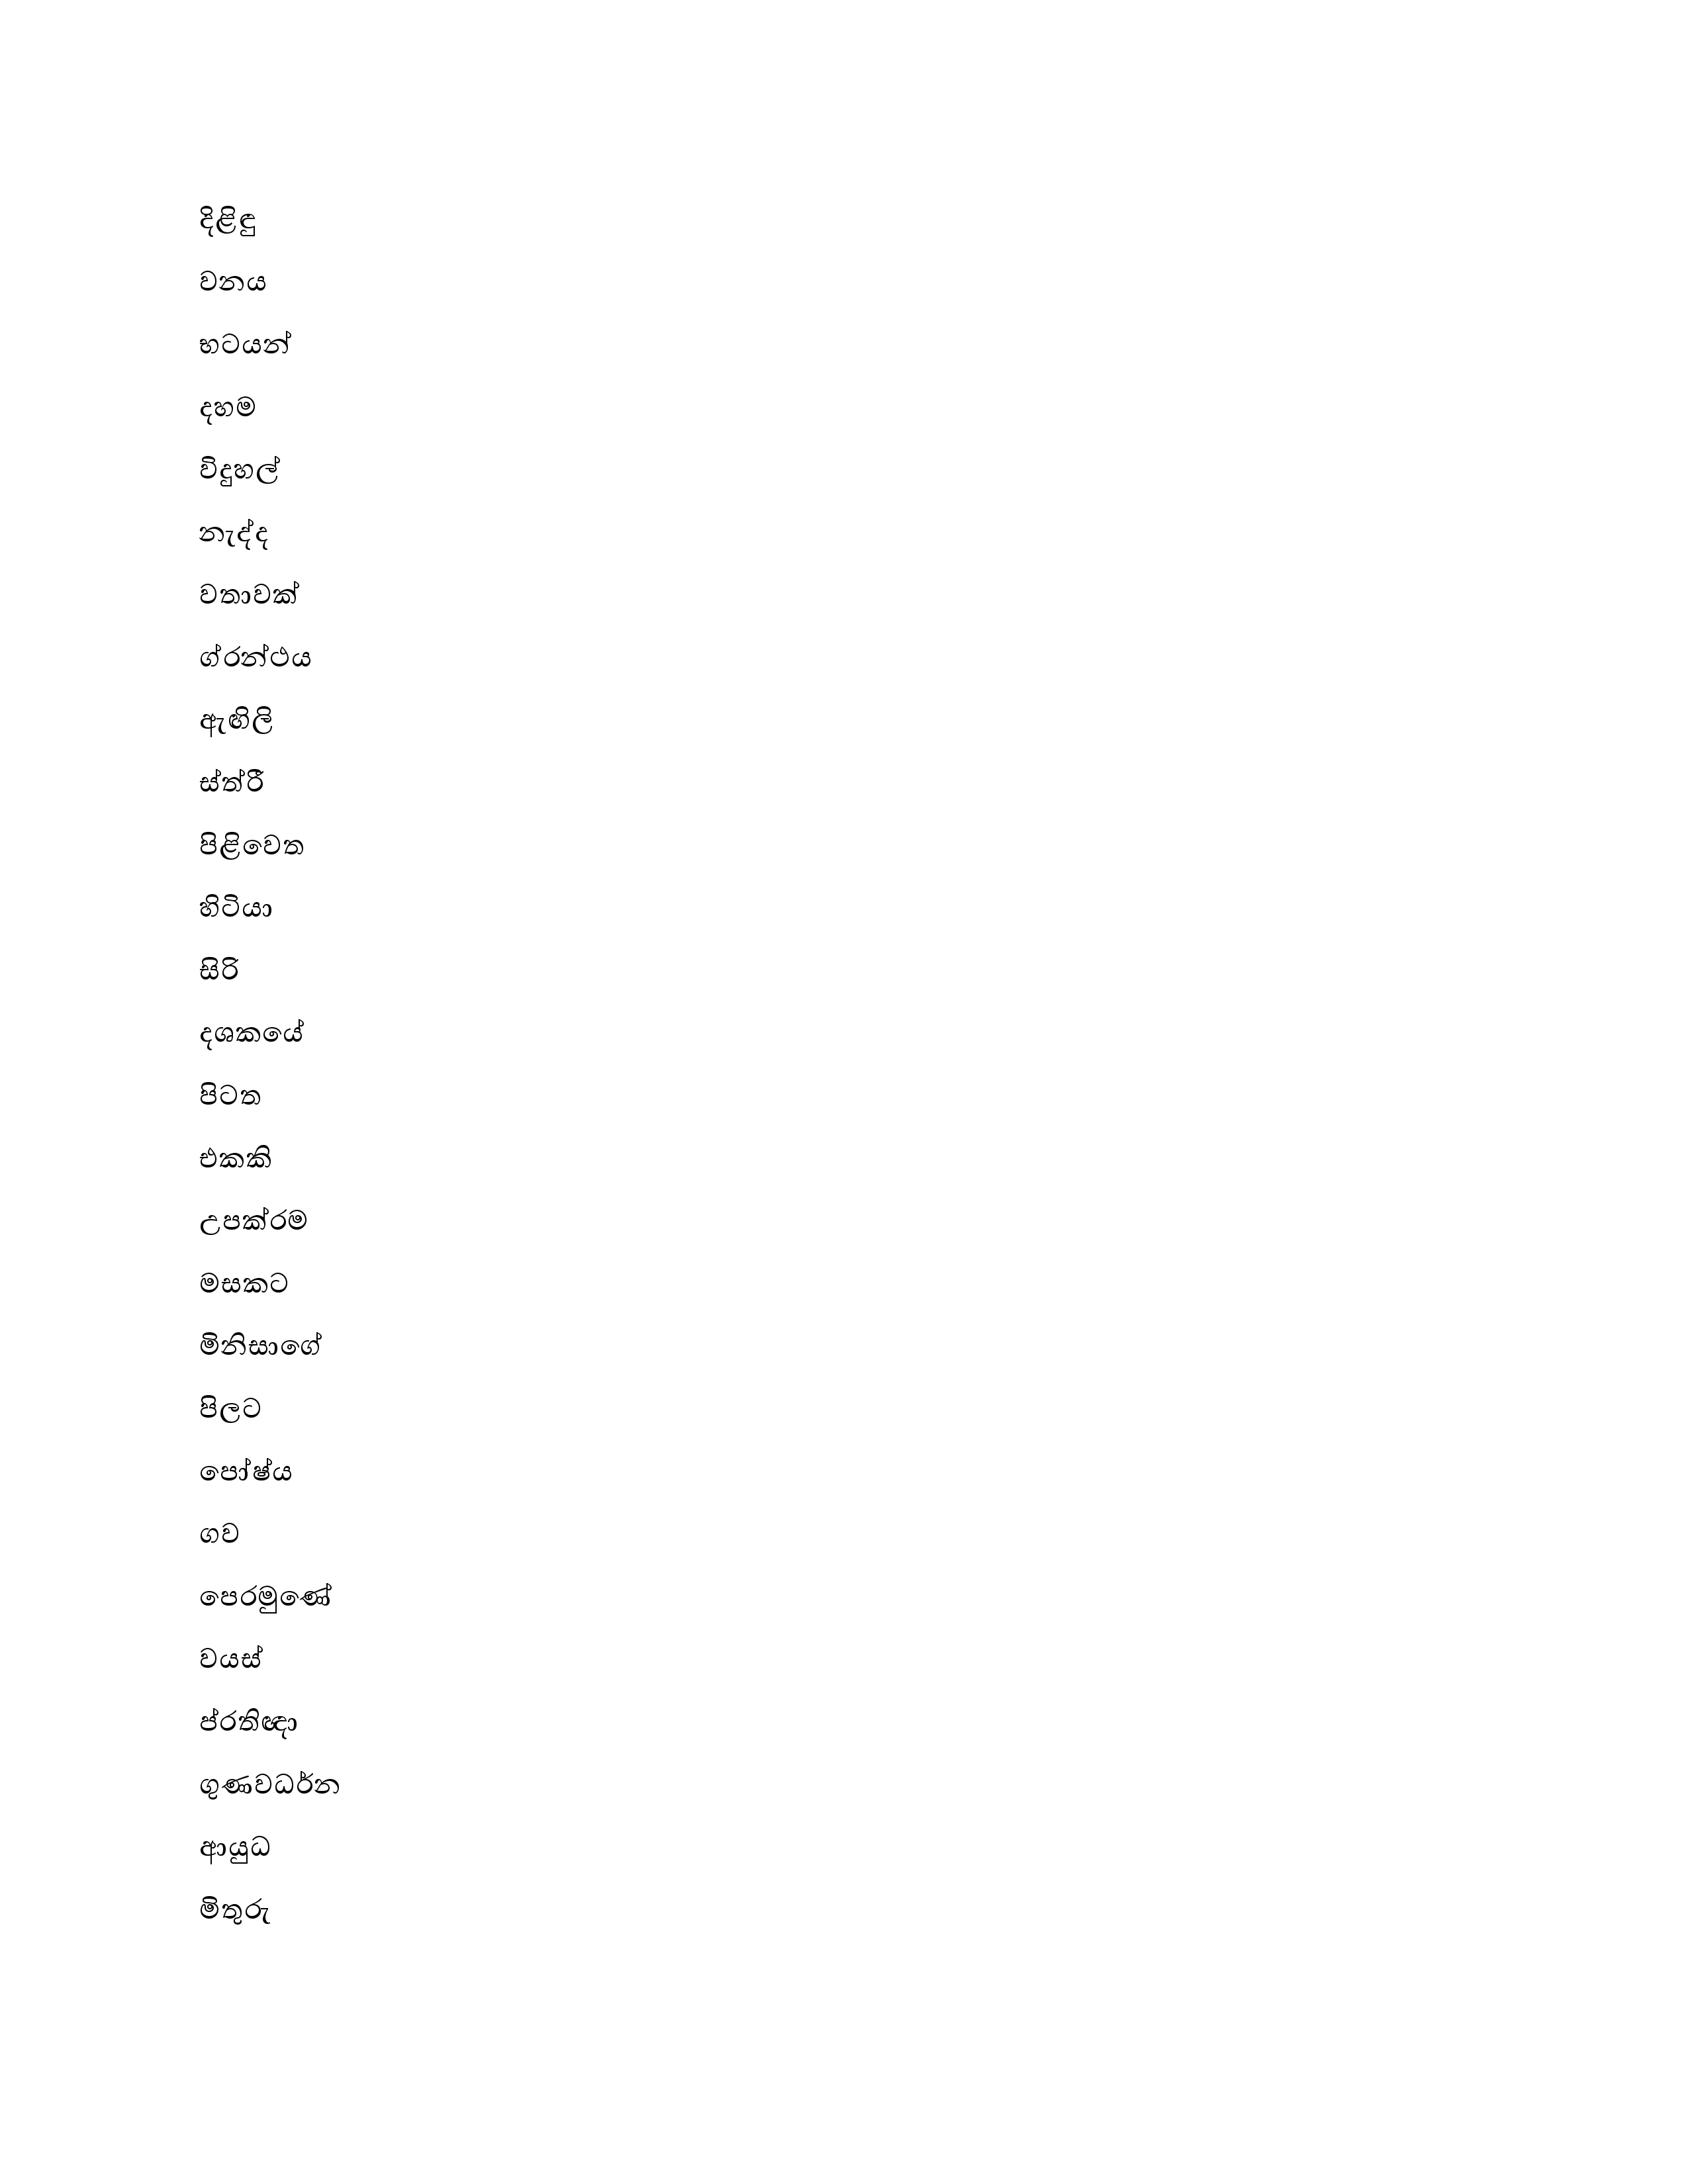 දිළිඳු
වනය
භටයන්
දහම
විදුහල්
නැද්ද
වතාවක්
ග්රන්ථය
ඇඟිලි
ස්ත්රී
පිළිවෙත
හිටියා
සිරි
දශකයේ
පිටත
එකකි
උපක්රම
මසකට
මිනිසාගේ
පිලට
පෝෂ්ය
ගව
පෙරමුණේ
වයස්
ප්රතිඥා
ගුණවර්ධන
ආයුධ
මිතුරු